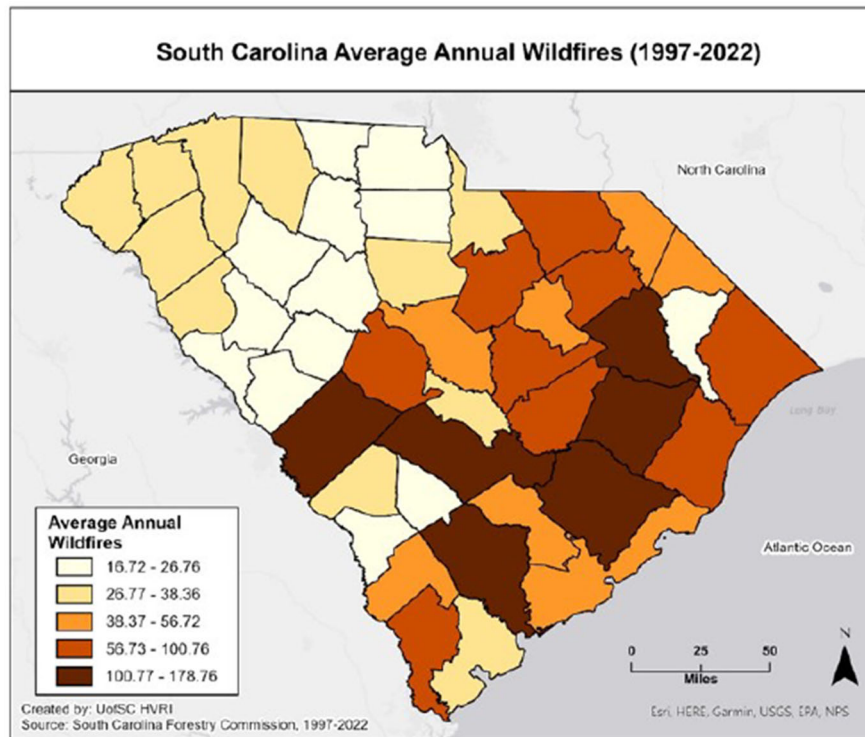 South Carolina Average Annual Wildfires (1997-2022)
North Carolina
Long Bay
Georgia
Atlantic Ocean
Average Annual
Wildfires
16.72 - 26.76
26.77 - 38.36
38.37 - 56.72
56.73 - 100.76
100.77 - 178.76
0 25 50
Miles
N
Created by: UofSC HVRI
Source: South Carolina Forestry Commission, 1997-2022
Esri, HERE, Garmin, USGS, EPA, NPS